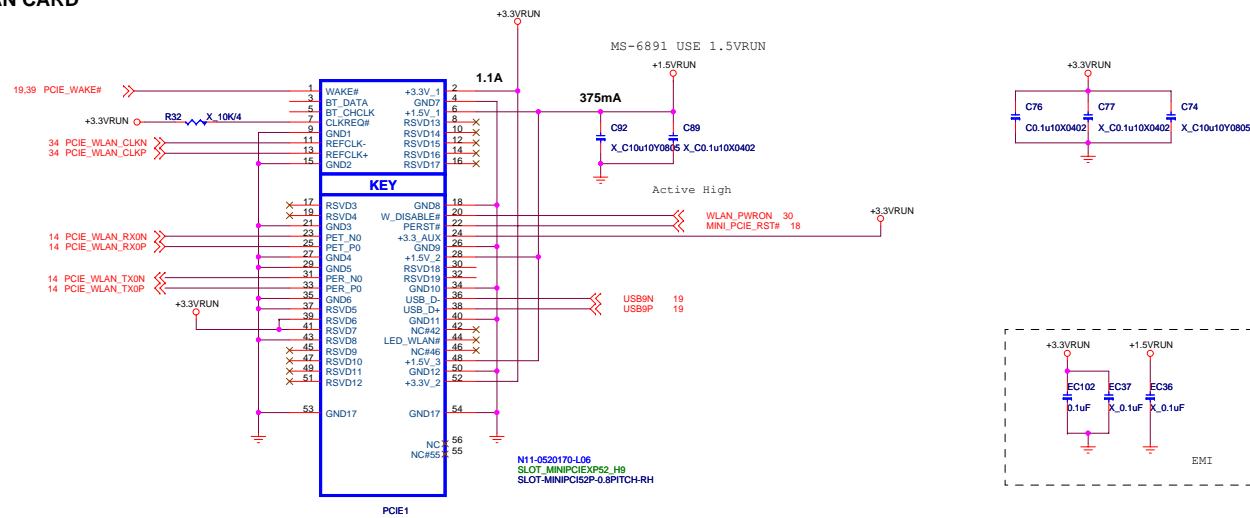 AN CARD
+3.3VRUN
MS-6891 USE 1.5VRUN
+1.5VRUN
+3.3VRUN
1.1A
375mA
19,39 PCIE_WAKE#
+3.3VRUN R32 X_10K/4
34 PCIE_WLAN_CLKN
34 PCIE_WLAN_CLKP
1 WAKE# +3.3V_1 2
3 BT_DATA GND7 4
5 BT_CHCLK +1.5V_1 6
7 CLKREQ# RSVD13 8
9 GND1 RSVD14 10
11 REFCLK- RSVD15 12
13 REFCLK+ RSVD16 14
15 GND2 RSVD17 16
KEY
17 RSVD3 GND8 18
19 RSVD4 W_DISABLE# 20
21 GND3 PERST# 22
23 PET_N0 +3.3_AUX 24
25 PET_P0 GND9 26
27 GND4 +1.5V_2 28
29 GND5 RSVD18 30
31 PER_N0 RSVD19 32
33 PER_P0 GND10 34
35 GND6 USB_D- 36
37 RSVD5 USB_D+ 38
39 RSVD6 GND11 40
41 RSVD7 NC#42 42
43 RSVD8 LED_WLAN# 44
45 RSVD9 NC#46 46
47 RSVD10 +1.5V_3 48
49 RSVD11 GND12 50
51 RSVD12 +3.3V_2 52
53 GND17 GND17 54
NC 56
NC#55 55
PCIE1
14 PCIE_WLAN_RX0N
14 PCIE_WLAN_RX0P
14 PCIE_WLAN_TX0N
14 PCIE_WLAN_TX0P
+3.3VRUN
C92
X_C10u10Y0805
C89
X_C0.1u10X0402
Active High
WLAN_PWRON 30
MINI_PCIE_RST# 18
+3.3VRUN
USB9N 19
USB9P 19
N11-0520170-L06
SLOT_MINIPCIEXP52_H9
SLOT-MINIPCI52P-0.8PITCH-RH
C76
C0.1u10X0402
C77
X_C0.1u10X0402
C74
X_C10u10Y0805
+3.3VRUN
+1.5VRUN
EC102
0.1uF
EC37
X_0.1uF
EC36
X_0.1uF
EMI